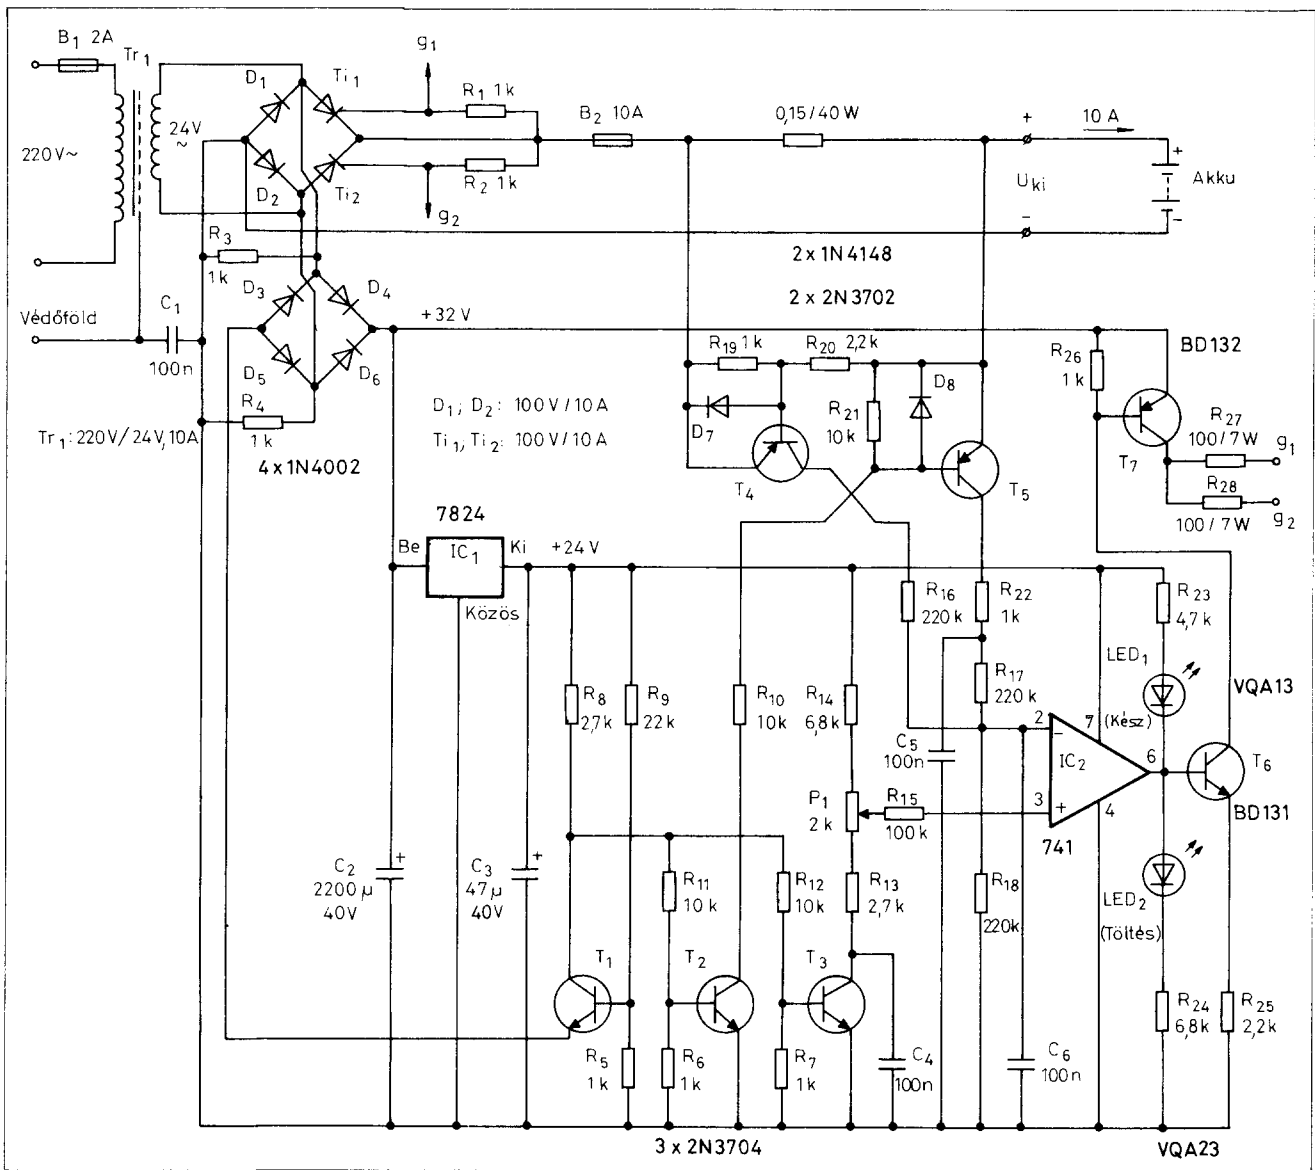 B1 2A
Tr1
220V~
24V
~
D1
Ti1
D2
Ti2
g1
g2
R1 1k
R2 1k
B2 10A
0,15/40 W
+
10 A
Uki
-
+
Akku
-
2 x 1N4148
2 x 2N3702
R3
1k
D3
D4
+32 V
Védőföld
C1
100n
D5
D6
R4
1k
Tr1: 220V/24V,10A
4 x 1N4002
D1; D2: 100V/10A
Ti1, Ti2: 100V/10A
R19 1k
R20 2,2k
D7
R21
10k
D8
T4
T5
R26
1k
BD132
T7
R27
100/7W
g1
R28
100/7W
g2
7824
Be
IC1
Ki
+24 V
Közös
R16
220k
R22
1k
R23
4,7k
LED1
(Kész)
VQA13
R8
2,7k
R9
22k
R10
10k
R14
6,8k
R17
220k
C5
100n
2
-
7
IC2
6
3
+
4
741
T6
BD131
P1
2k
R15
100k
C2
2200µ
40V
+
C3
47µ
40V
+
R11
10k
R12
10k
R13
2,7k
R18
220k
LED2
(Töltés)
T1
T2
T3
R5
1k
R6
1k
R7
1k
C4
100n
C6
100n
R24
6,8k
R25
2,2k
3 x 2N3704
VQA23